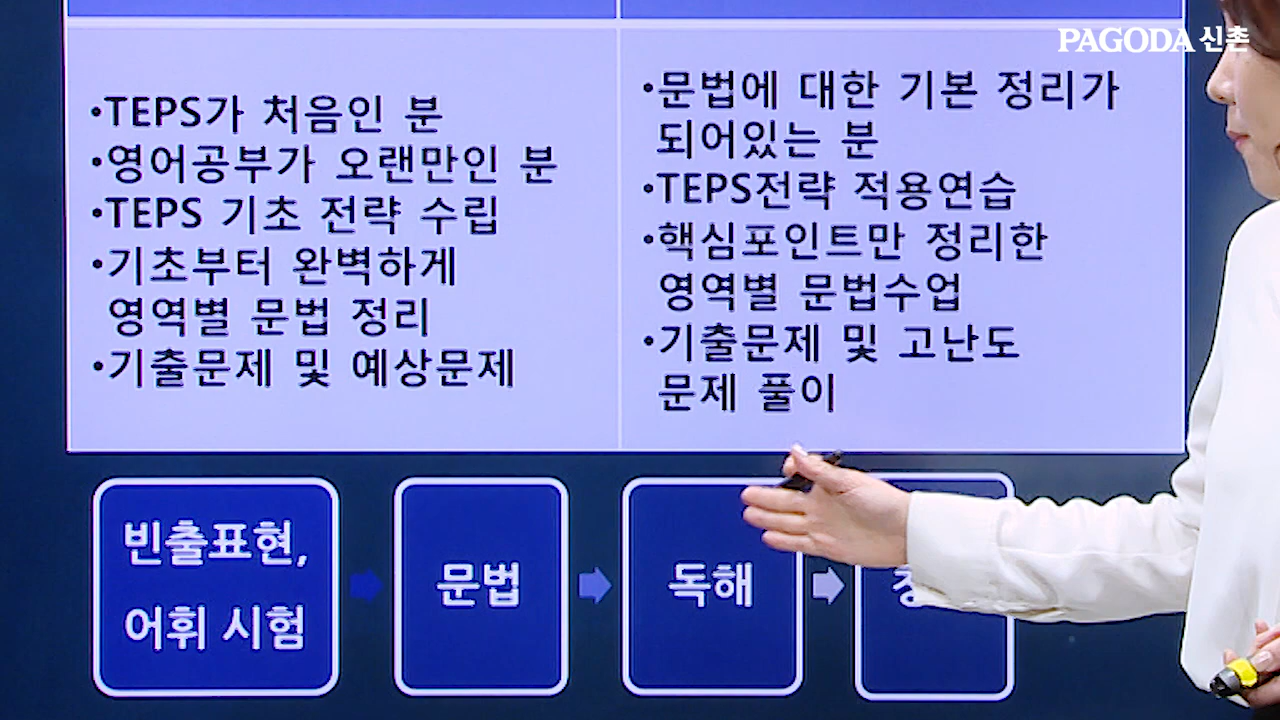 PAGODA 신촌
•TEPS가 처음인 분
•영어공부가 오랜만인 분
•TEPS 기초 전략 수립
•기초부터 완벽하게
영역별 문법 정리
•기출문제 및 예상문제
•문법에 대한 기본 정리가
되어있는 분
•TEPS전략 적용연습
•핵심포인트만 정리한
영역별 문법수업
•기출문제 및 고난도
문제 풀이
빈출표현,
어휘 시험
문법
독해